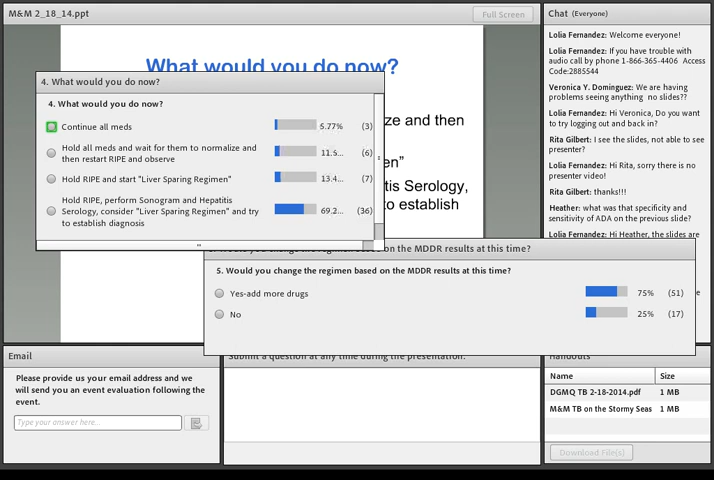 M&M 2_18_14.ppt
Full Screen
What would you do now?
4. What would you do now?
4. What would you do now?
Continue all meds
5.77%
(3)
Hold all meds and wait for them to normalize and
then restart RIPE and observe
11.5...
(6)
Hold RIPE and start "Liver Sparing Regimen"
13.4...
(7)
Hold RIPE, perform Sonogram and Hepatitis
Serology, consider "Liver Sparing Regimen" and try
to establish diagnosis
69.2...
(36)
ze and then
en"
tis Serology,
to establish
on the MDDR results at this time?
5. Would you change the regimen based on the MDDR results at this time?
Yes-add more drugs
75%
(51)
No
25%
(17)
Chat (Everyone)
Lolia Fernandez: Welcome everyone!
Lolia Fernandez: If you have trouble with
audio call by phone 1-866-365-4406 Access
Code:2885544
Veronica Y. Dominguez: We are having
problems seeing anything no slides??
Lolia Fernandez: Hi Veronica, Do you want
to try logging out and back in?
Rita Gilbert: I see the slides, not able to see
presenter?
Lolia Fernandez: Hi Rita, sorry there is no
presenter video!
Rita Gilbert: thanks!!!
Heather: what was that specificity and
sensitivity of ADA on the previous slide?
Lolia Fernandez: Hi Heather, the slides are
Email
Please provide us your email address and we
will send you an event evaluation following the
event.
Type your answer here...
Submit a question at any time during the presentation.
Handouts
Name
Size
DGMQ TB 2-18-2014.pdf
1 MB
M&M TB on the Stormy Seas
1 MB
Download File(s)